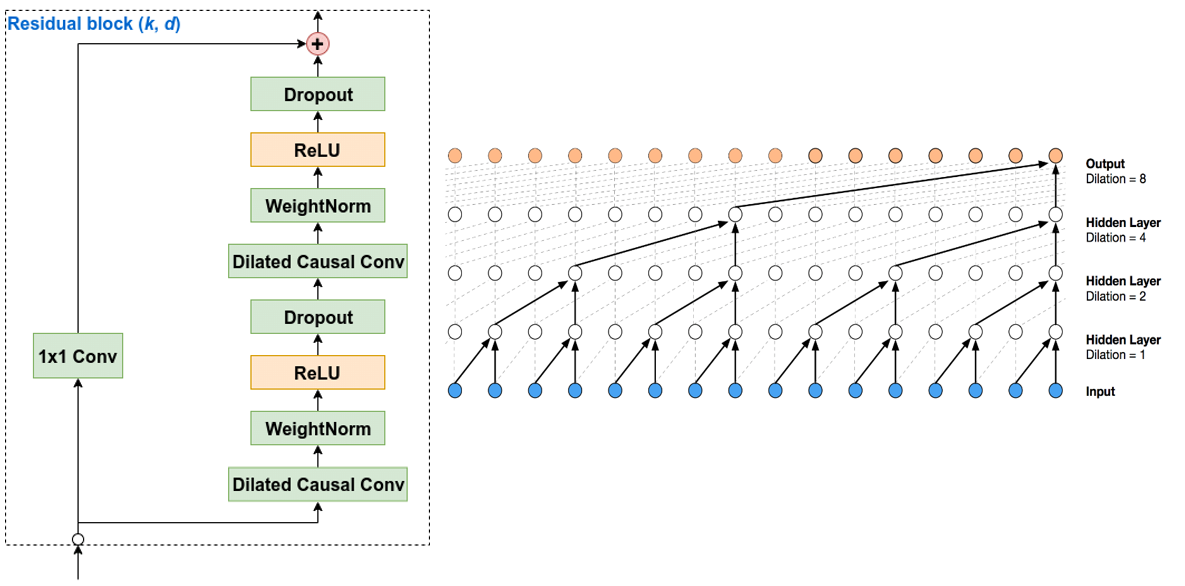 Residual block (k, d)
+
Dropout
ReLU
WeightNorm
Dilated Causal Conv
Dropout
ReLU
1x1 Conv
WeightNorm
Dilated Causal Conv
Output
Dilation = 8
Hidden Layer
Dilation = 4
Hidden Layer
Dilation = 2
Hidden Layer
Dilation = 1
Input